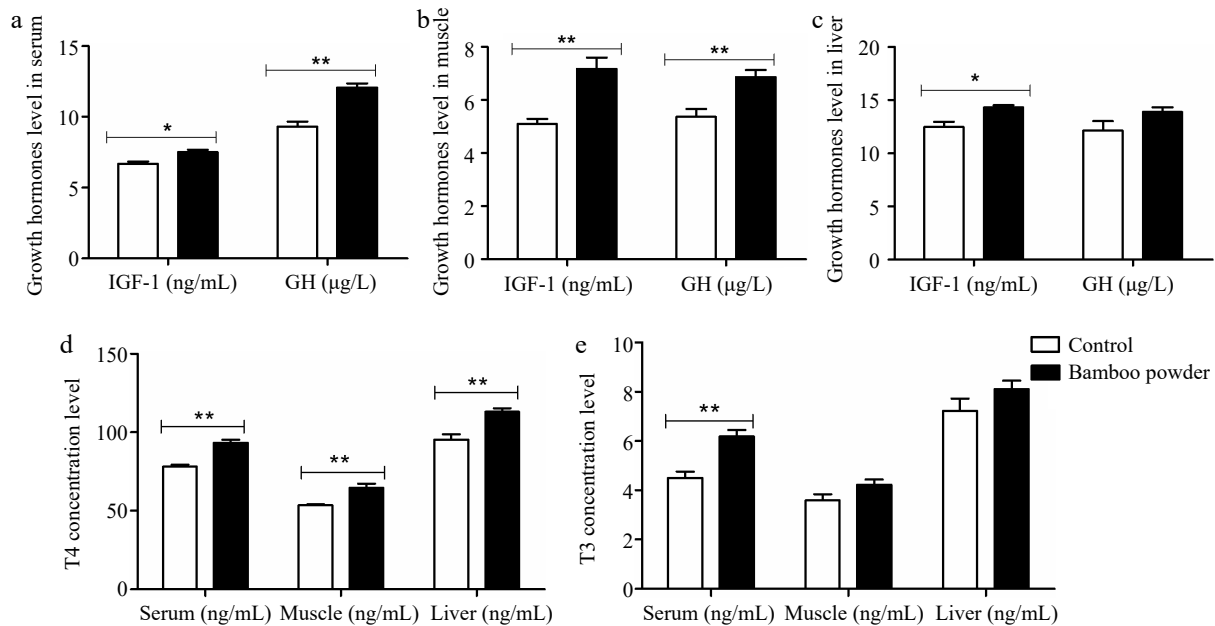 a
Growth hormones level in serum
15
10
5
0
*
**
IGF-1 (ng/mL)
GH (μg/L)
b
Growth hormones level in muscle
8
6
4
2
0
**
**
IGF-1 (ng/mL)
GH (μg/L)
c
Growth hormones level in liver
20
15
10
5
0
*
IGF-1 (ng/mL)
GH (μg/L)
d
T4 concentration level
150
100
50
0
**
**
**
Serum (ng/mL)
Muscle (ng/mL)
Liver (ng/mL)
e
T3 concentration level
10
8
6
4
2
0
**
Serum (ng/mL)
Muscle (ng/mL)
Liver (ng/mL)
Control
Bamboo powder